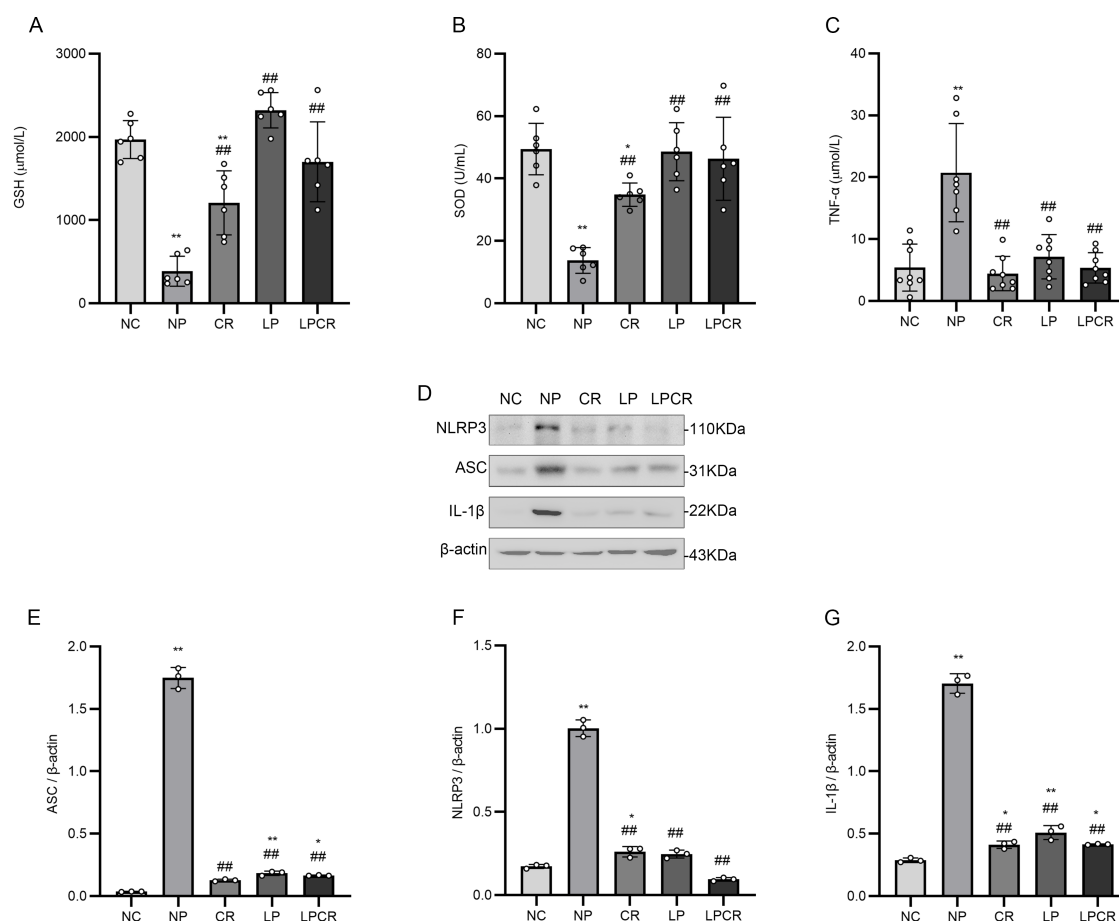 A
GSH (μmol/L)
3000
2000
1000
0
**
**
##
##
##
NC NP CR LP LPCR
B
SOD (U/mL)
80
60
40
20
0
**
*
##
##
##
NC NP CR LP LPCR
C
TNF-α (μmol/L)
40
30
20
10
0
**
##
##
##
NC NP CR LP LPCR
D
NC NP CR LP LPCR
NLRP3 -110KDa
ASC -31KDa
IL-1β -22KDa
β-actin -43KDa
E
ASC / β-actin
2.0
1.5
1.0
0.5
0.0
**
##
**
##
*
##
NC NP CR LP LPCR
F
NLRP3 / β-actin
1.5
1.0
0.5
0.0
**
*
##
##
##
NC NP CR LP LPCR
G
IL-1β / β-actin
2.0
1.5
1.0
0.5
0.0
**
*
##
**
##
*
##
NC NP CR LP LPCR